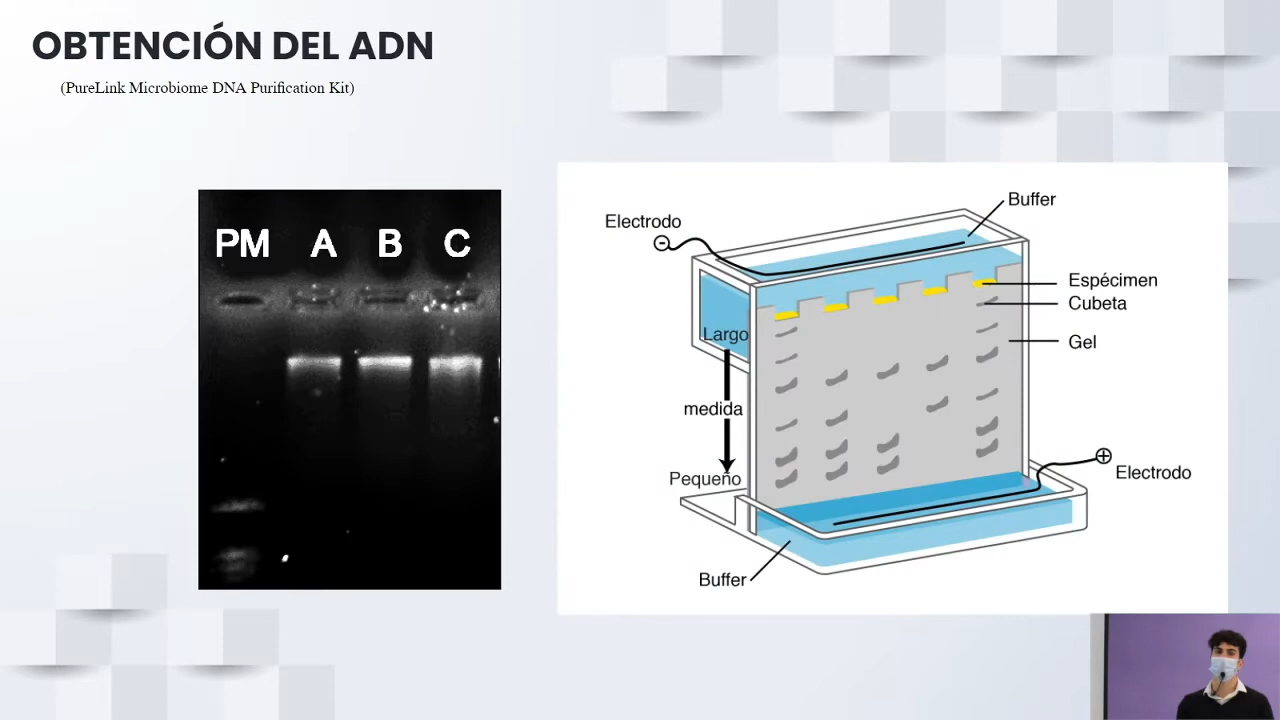 OBTENCIÓN DEL ADN
(PureLink Microbiome DNA Purification Kit)
PM A B C
Electrodo
Buffer
Espécimen
Cubeta
Gel
Largo
medida
Pequeño
Electrodo
Buffer